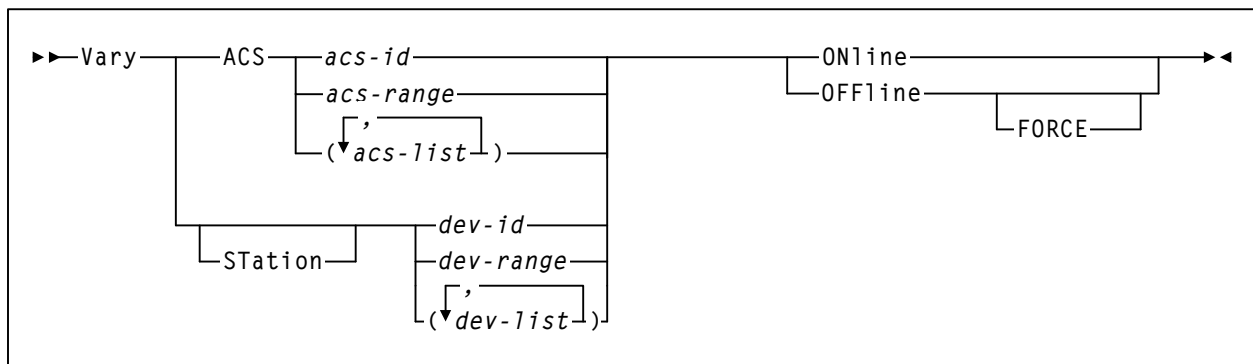 Vary ACS acs-id ONline
acs-range OFFline
, FORCE
( acs-list )
dev-id
STation dev-range
,
( dev-list )